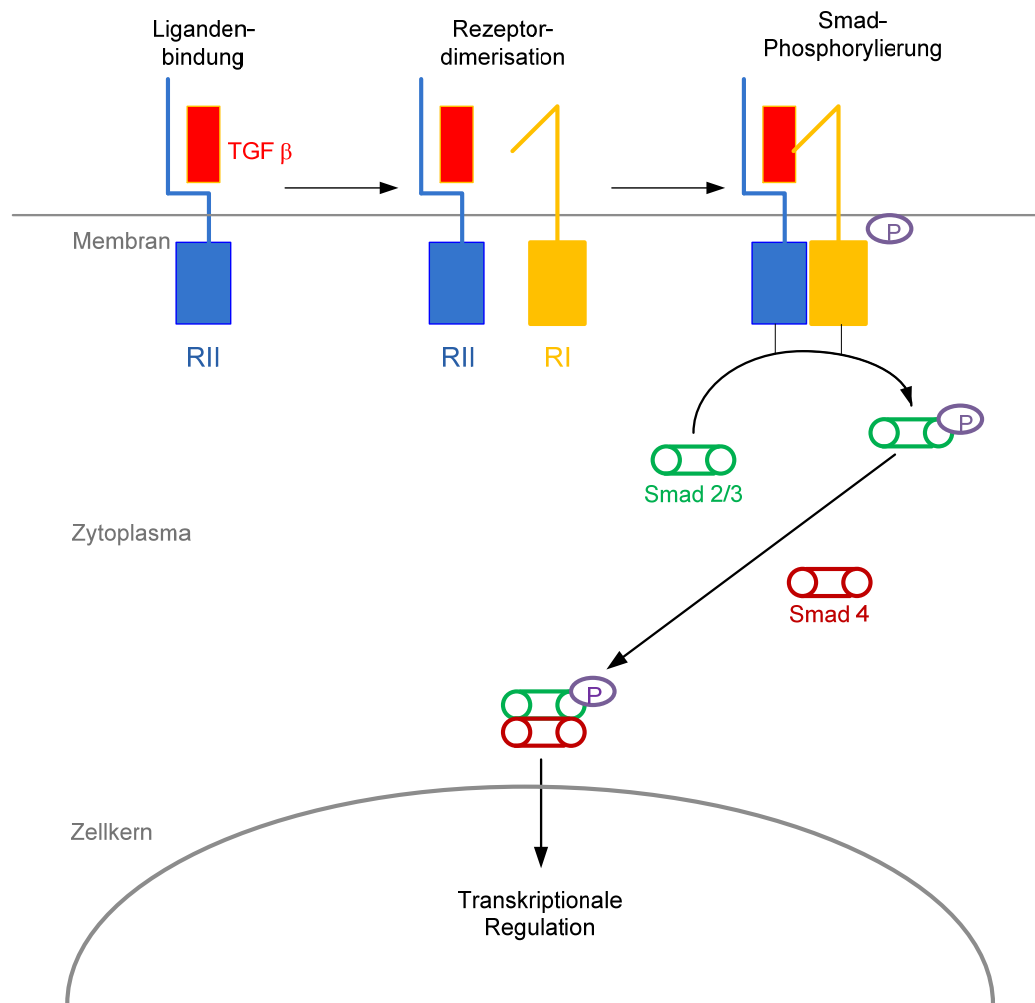 Liganden-
bindung
Rezeptor-
dimerisation
Smad-
Phosphorylierung
TGF β
Membran
P
RII
RII
RI
P
Smad 2/3
Zytoplasma
Smad 4
P
Zellkern
Transkriptionale
Regulation